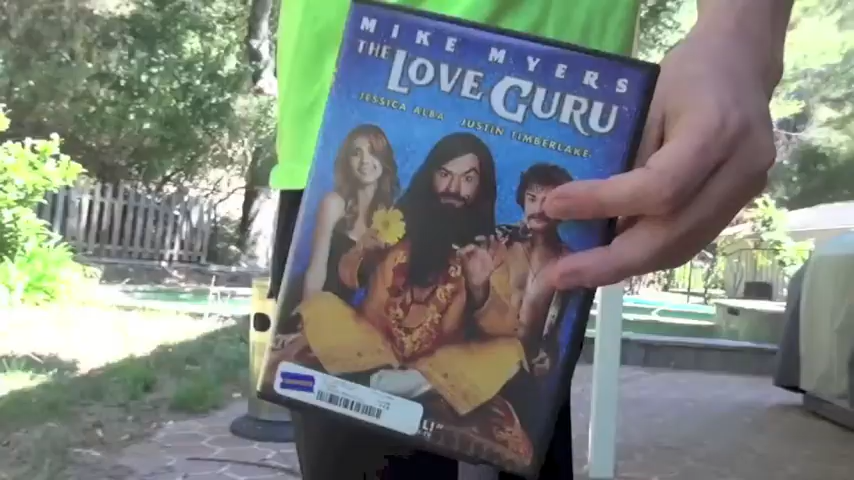 MIKE MYERS
THE LOVE GURU
JESSICA ALBA JUSTIN TIMBERLAKE